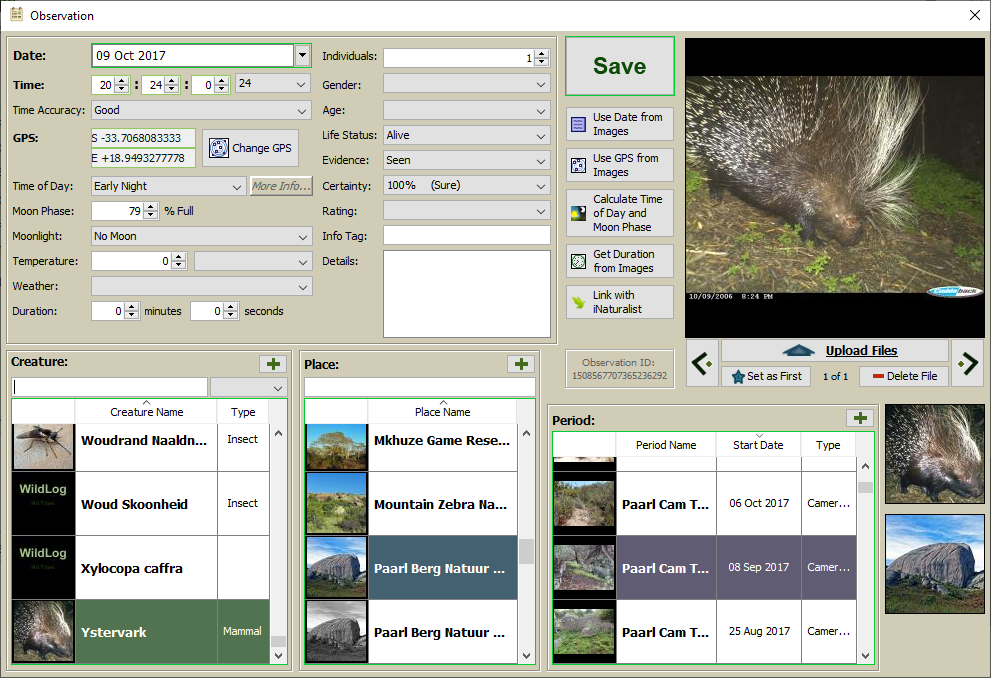 Observation
Date: 09 Oct 2017
Time: 20 : 24 : 0 24
Time Accuracy: Good
GPS: S -33.7068083333
E +18.9493277778
Change GPS
Time of Day: Early Night More Info...
Moon Phase: 79 % Full
Moonlight: No Moon
Temperature: 0
Weather:
Duration: 0 minutes 0 seconds
Individuals: 1
Gender:
Age:
Life Status: Alive
Evidence: Seen
Certainty: 100% (Sure)
Rating:
Info Tag:
Details:
Save
Use Date from
Images
Use GPS from
Images
Calculate Time
of Day and
Moon Phase
Get Duration
from Images
Link with
iNaturalist
Observation ID:
1508567707365236292
10/09/2006 8:24 PM
Cuddeback
Upload Files
Set as First 1 of 1 Delete File
Creature:
Creature Name Type
Woudrand Naaldn... Insect
WildLog
No Files
Woud Skoonheid Insect
WildLog
No Files
Xylocopa caffra
Ystervark Mammal
Place:
Place Name
Mkhuze Game Rese...
Mountain Zebra Na...
Paarl Berg Natuur ...
Paarl Berg Natuur ...
Period:
Period Name Start Date Type
Paarl Cam T... 06 Oct 2017 Camer...
Paarl Cam T... 08 Sep 2017 Camer...
Paarl Cam T... 25 Aug 2017 Camer...